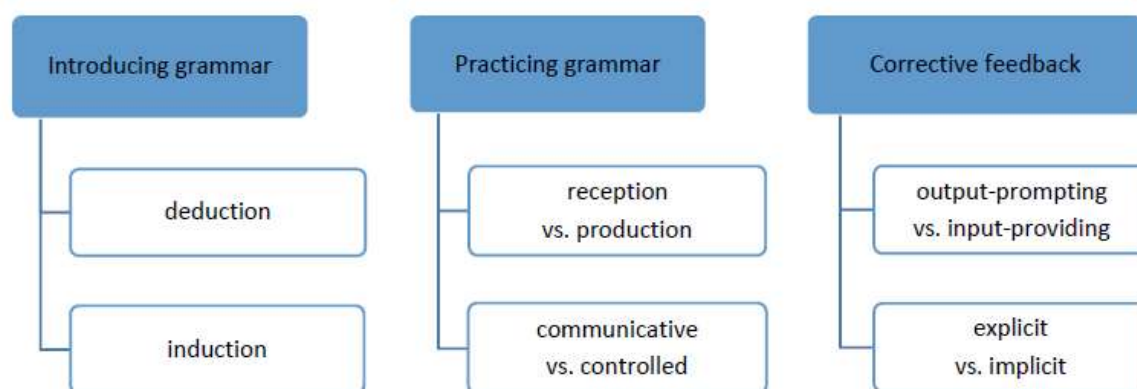 Introducing grammar
deduction
induction
Practicing grammar
reception
vs. production
communicative
vs. controlled
Corrective feedback
output-prompting
vs. input-providing
explicit
vs. implicit